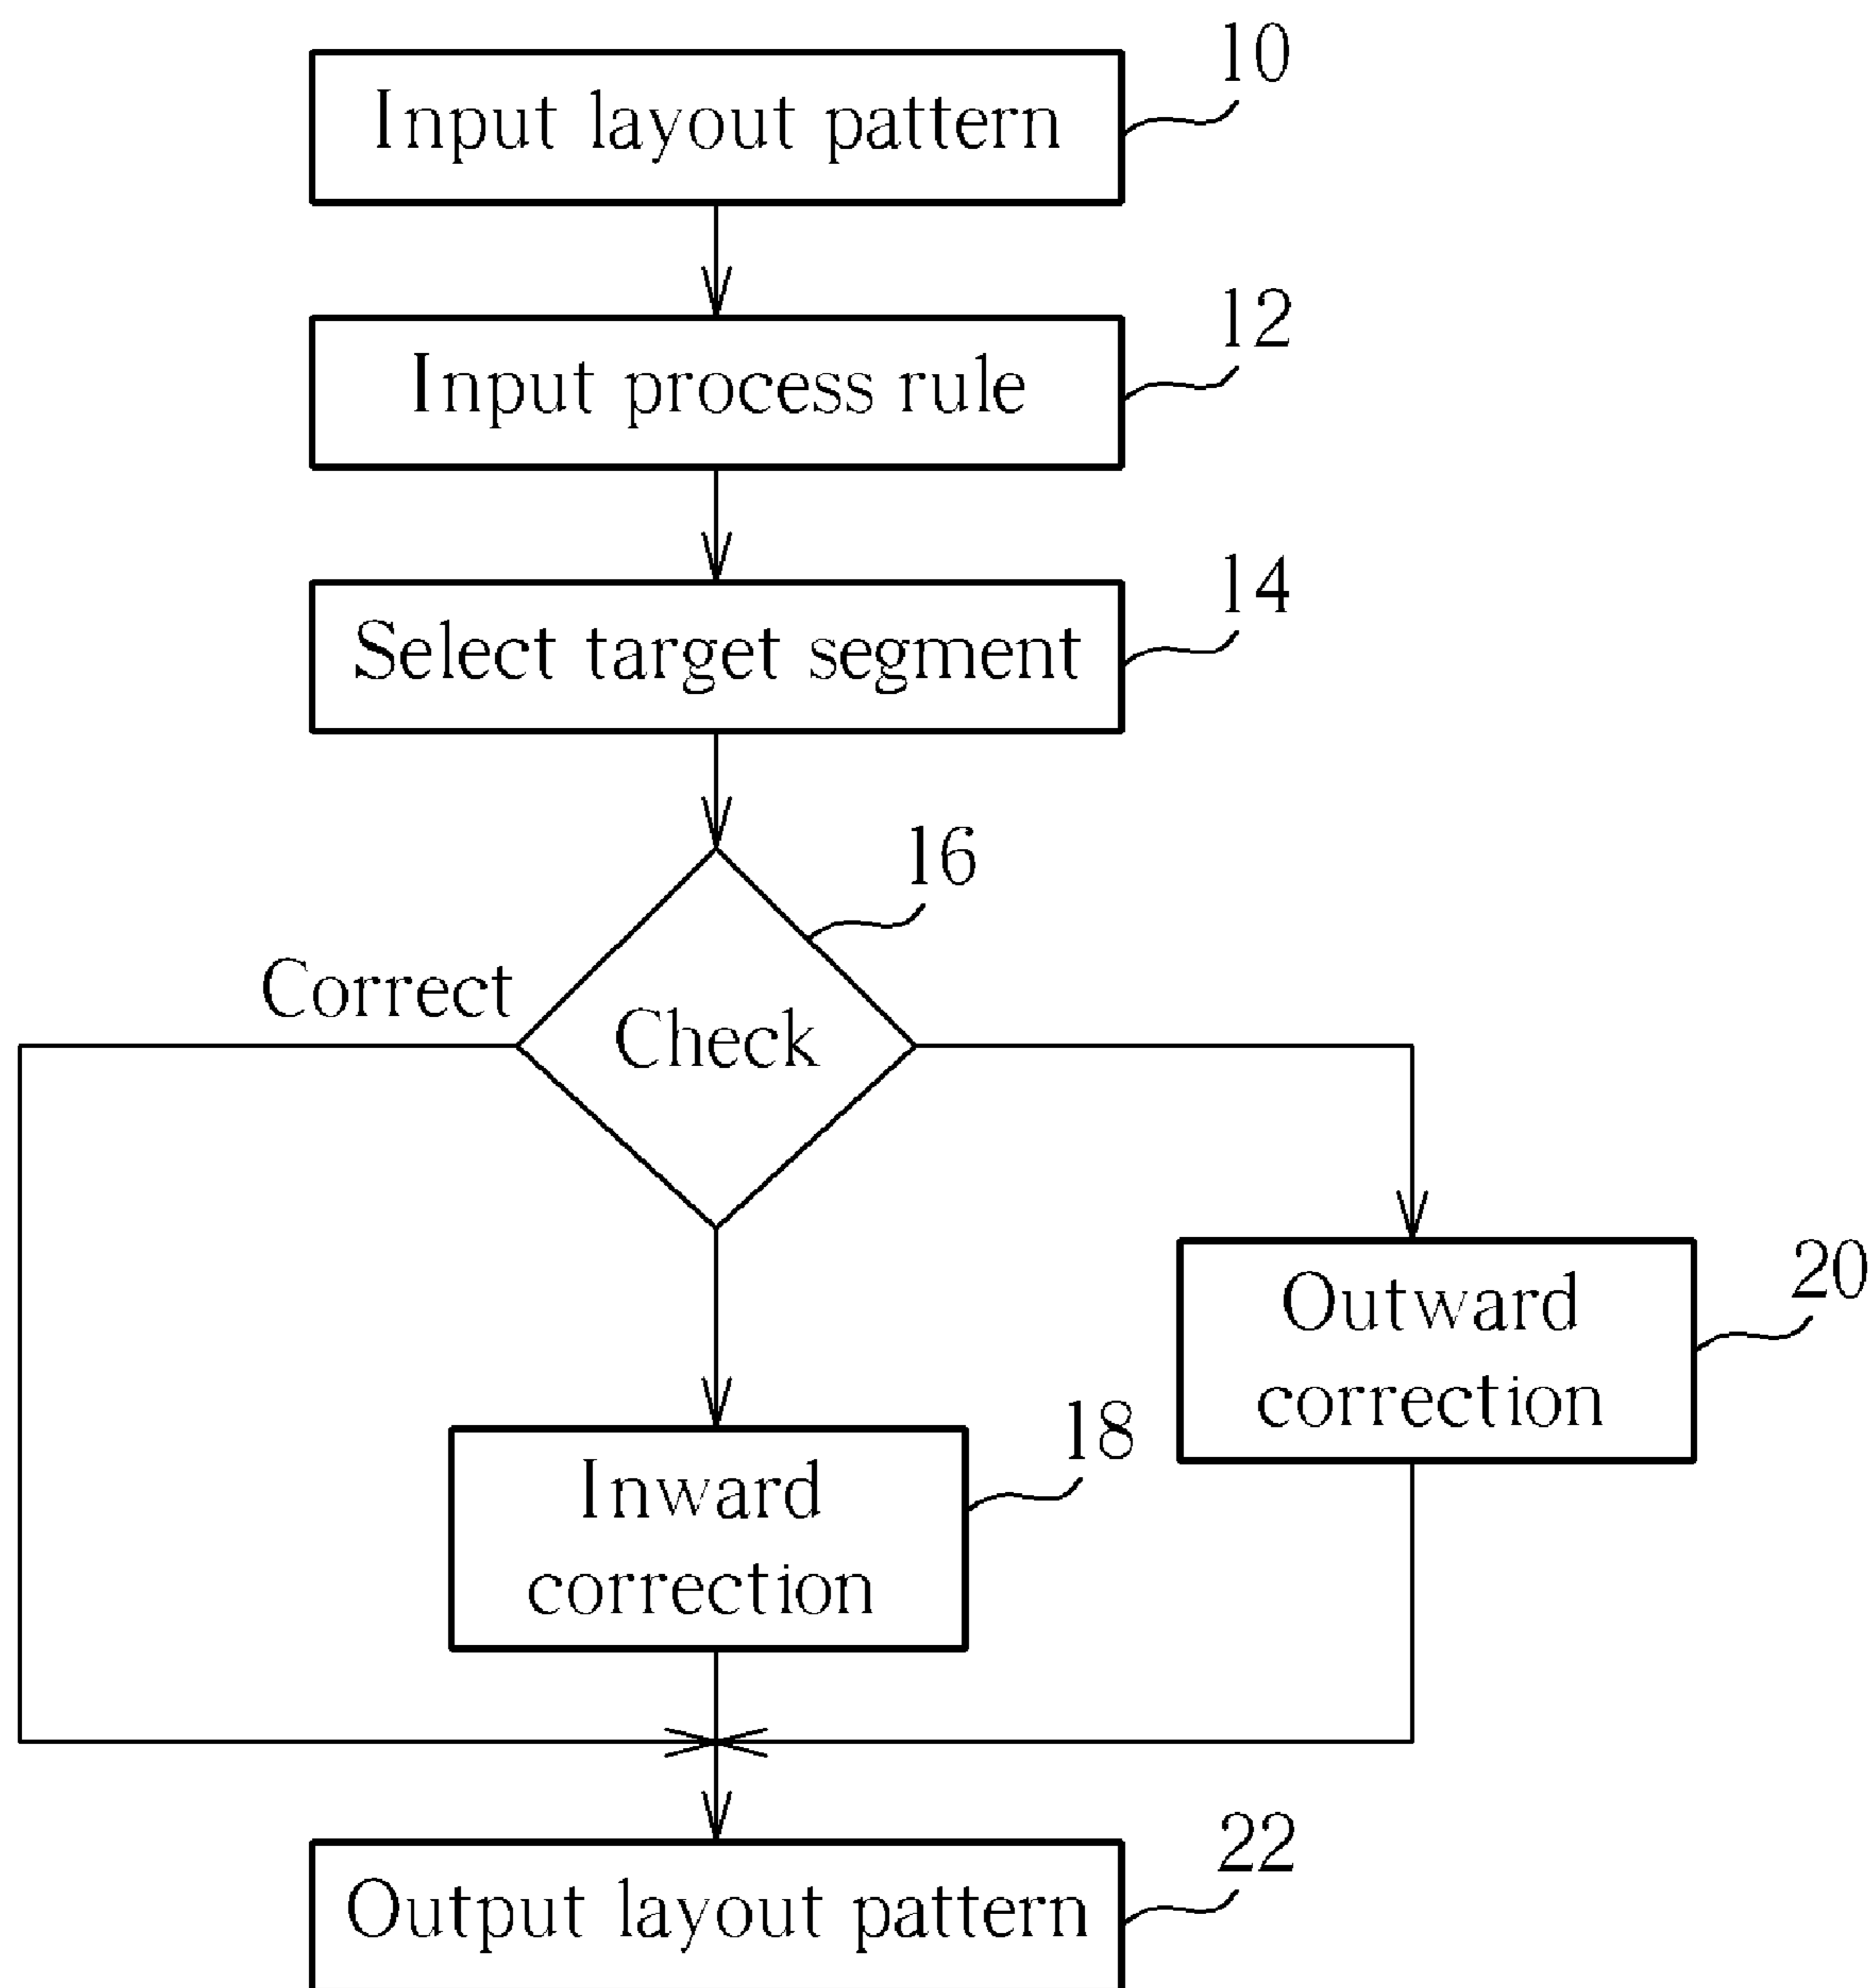 10
Input layout pattern
12
Input process rule
14
Select target segment
16
Correct
Check
20
Outward
correction
18
Inward
correction
22
Output layout pattern